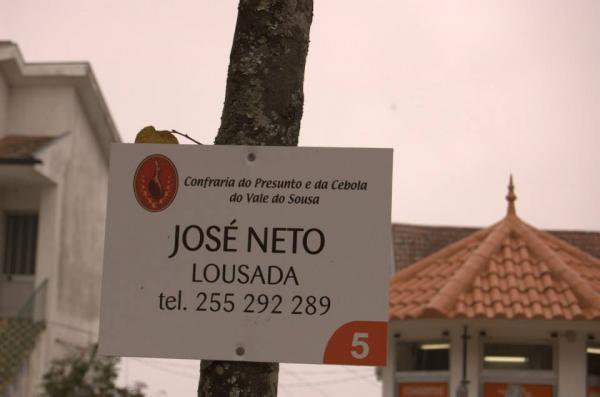 Confraria do Presunto e da Cebola
do Vale do Sousa
JOSÉ NETO
LOUSADA
tel. 255 292 289
5